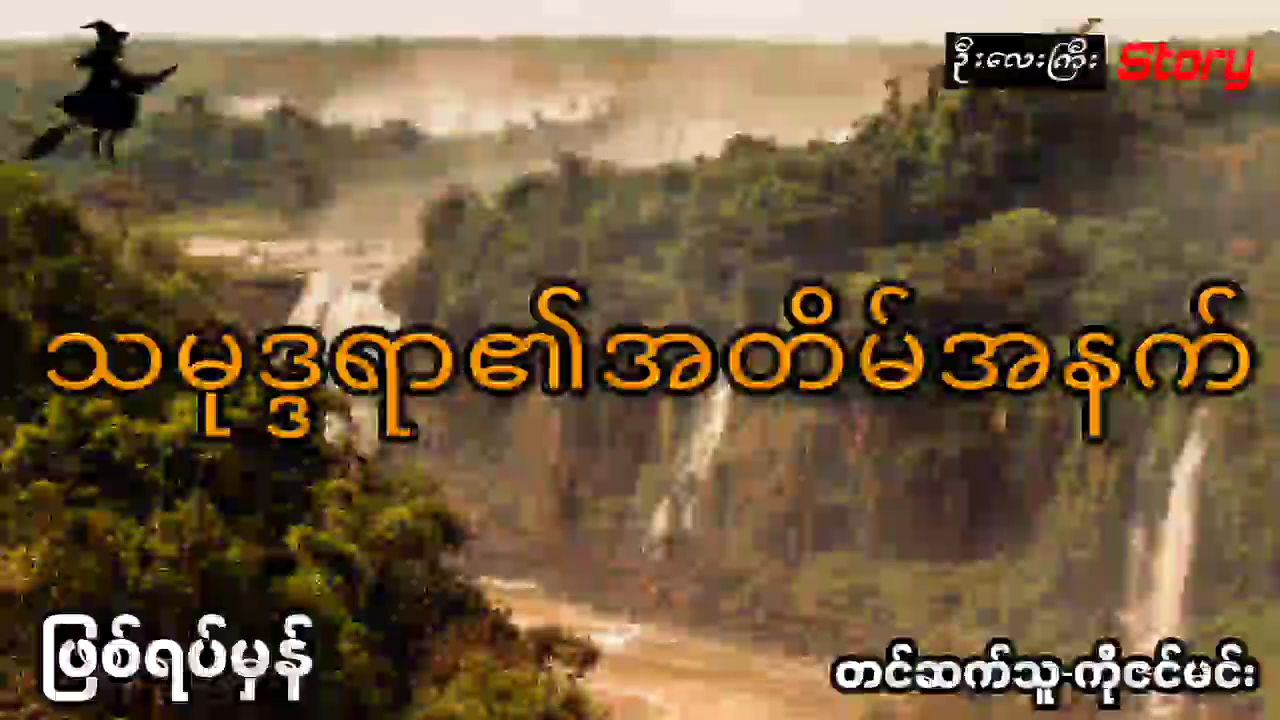 ဦးလေးကြီး Story
သမုဒ္ဒရာ၏အတိမ်အနက်
ဖြစ်ရပ်မှန်
တင်ဆက်သူ-ကိုငင်မင်း